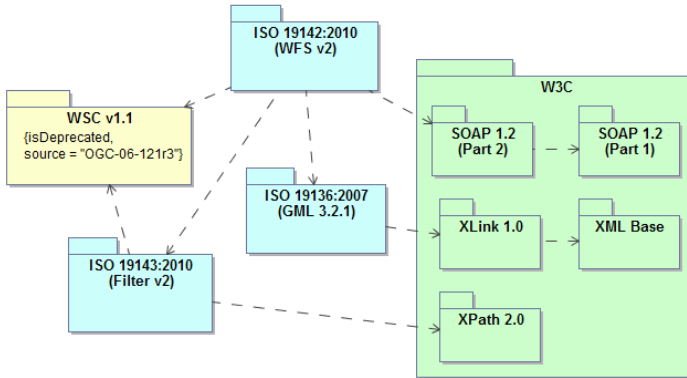 ISO 19142:2010
(WFS v2)
WSC v1.1
{isDeprecated,
source = "OGC-06-121r3"}
W3C
SOAP 1.2
(Part 2)
SOAP 1.2
(Part 1)
ISO 19136:2007
(GML 3.2.1)
XLink 1.0
XML Base
ISO 19143:2010
(Filter v2)
XPath 2.0